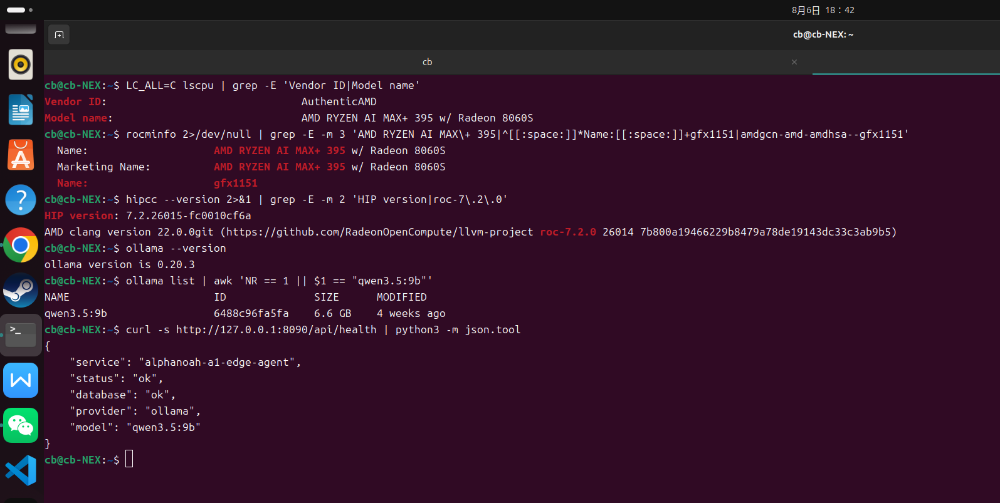 8月6日 18：42
cb@cb-NEX: ~
cb ×
cb@cb-NEX:~$ LC_ALL=C lscpu | grep -E 'Vendor ID|Model name'
Vendor ID: AuthenticAMD
Model name: AMD RYZEN AI MAX+ 395 w/ Radeon 8060S
cb@cb-NEX:~$ rocminfo 2>/dev/null | grep -E -m 3 'AMD RYZEN AI MAX\+ 395|^[[:space:]]*Name:[[:space:]]+gfx1151|amdgcn-amd-amdhsa--gfx1151'
Name: AMD RYZEN AI MAX+ 395 w/ Radeon 8060S
Marketing Name: AMD RYZEN AI MAX+ 395 w/ Radeon 8060S
Name: gfx1151
cb@cb-NEX:~$ hipcc --version 2>&1 | grep -E -m 2 'HIP version|roc-7\.2\.0'
HIP version: 7.2.26015-fc0010cf6a
AMD clang version 22.0.0git (https://github.com/RadeonOpenCompute/llvm-project roc-7.2.0 26014 7b800a19466229b8479a78de19143dc33c3ab9b5)
cb@cb-NEX:~$ ollama --version
ollama version is 0.20.3
cb@cb-NEX:~$ ollama list | awk 'NR == 1 || $1 == "qwen3.5:9b"'
NAME ID SIZE MODIFIED
qwen3.5:9b 6488c96fa5fa 6.6 GB 4 weeks ago
cb@cb-NEX:~$ curl -s http://127.0.0.1:8090/api/health | python3 -m json.tool
{
"service": "alphanoah-a1-edge-agent",
"status": "ok",
"database": "ok",
"provider": "ollama",
"model": "qwen3.5:9b"
}
cb@cb-NEX:~$